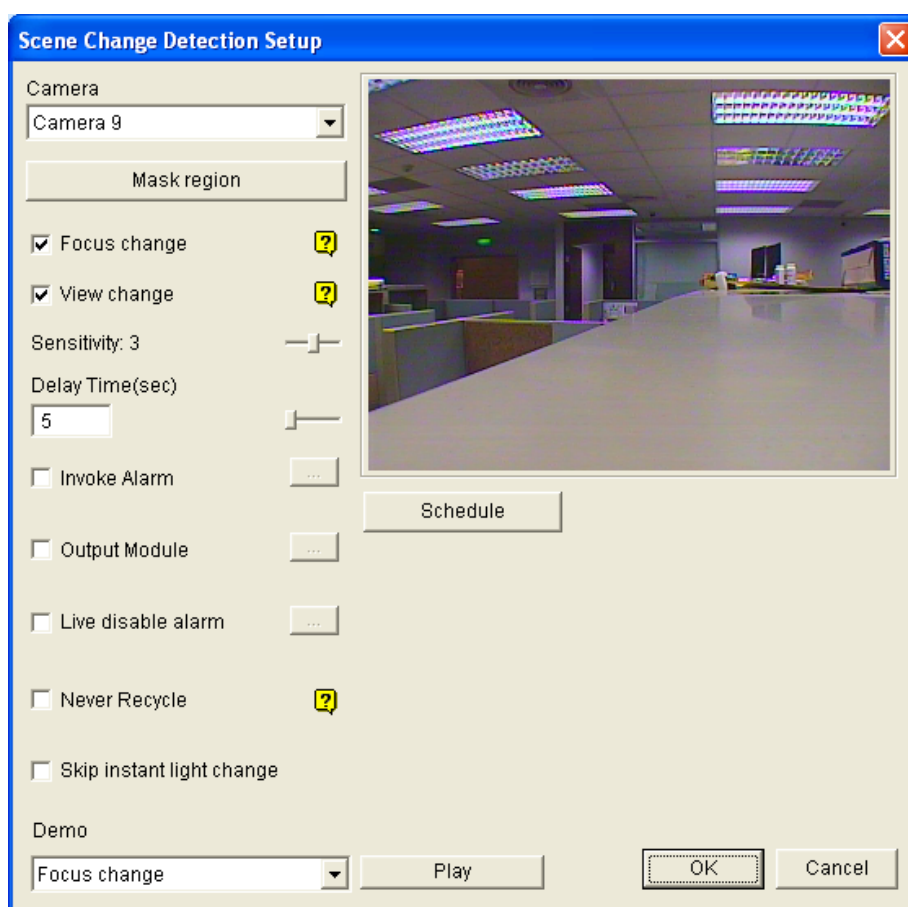 Scene Change Detection Setup
Camera
Camera 9
Mask region
Focus change
?
View change
?
Sensitivity: 3
Delay Time(sec)
5
Invoke Alarm
...
Schedule
Output Module
...
Live disable alarm
...
Never Recycle
?
Skip instant light change
Demo
Focus change
Play
OK
Cancel